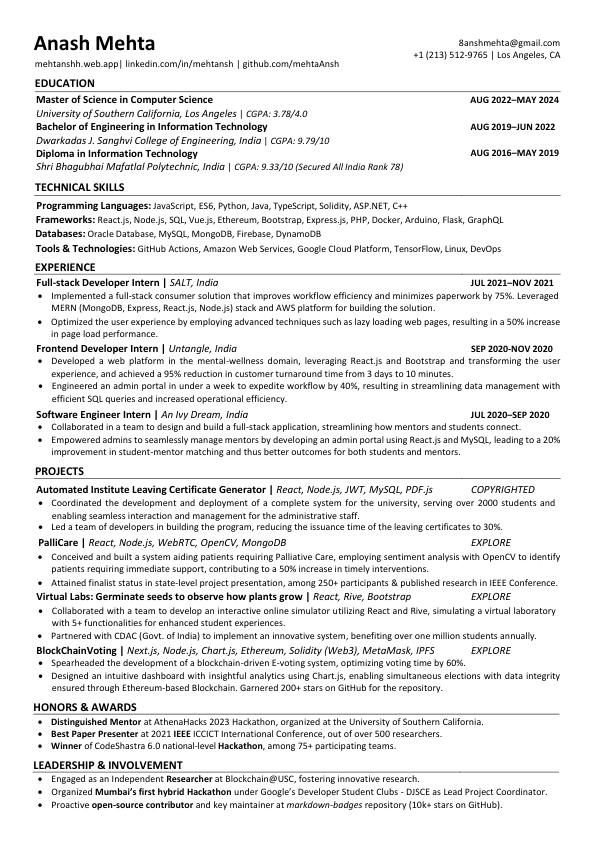 Anash Mehta
8anshmehta@gmail.com
+1 (213) 512-9765 | Los Angeles, CA
mehtanshh.web.app| linkedin.com/in/mehtansh | github.com/mehtaAnsh
EDUCATION
Master of Science in Computer Science AUG 2022–MAY 2024
University of Southern California, Los Angeles | CGPA: 3.78/4.0
Bachelor of Engineering in Information Technology AUG 2019–JUN 2022
Dwarkadas J. Sanghvi College of Engineering, India | CGPA: 9.79/10
Diploma in Information Technology AUG 2016–MAY 2019
Shri Bhagubhai Mafatlal Polytechnic, India | CGPA: 9.33/10 (Secured All India Rank 78)
TECHNICAL SKILLS
Programming Languages: JavaScript, ES6, Python, Java, TypeScript, Solidity, ASP.NET, C++
Frameworks: React.js, Node.js, SQL, Vue.js, Ethereum, Bootstrap, Express.js, PHP, Docker, Arduino, Flask, GraphQL
Databases: Oracle Database, MySQL, MongoDB, Firebase, DynamoDB
Tools & Technologies: GitHub Actions, Amazon Web Services, Google Cloud Platform, TensorFlow, Linux, DevOps
EXPERIENCE
Full-stack Developer Intern | SALT, India JUL 2021–NOV 2021
• Implemented a full-stack consumer solution that improves workflow efficiency and minimizes paperwork by 75%. Leveraged
MERN (MongoDB, Express, React.js, Node.js) stack and AWS platform for building the solution.
• Optimized the user experience by employing advanced techniques such as lazy loading web pages, resulting in a 50% increase
in page load performance.
Frontend Developer Intern | Untangle, India SEP 2020-NOV 2020
• Developed a web platform in the mental-wellness domain, leveraging React.js and Bootstrap and transforming the user
experience, and achieved a 95% reduction in customer turnaround time from 3 days to 10 minutes.
• Engineered an admin portal in under a week to expedite workflow by 40%, resulting in streamlining data management with
efficient SQL queries and increased operational efficiency.
Software Engineer Intern | An Ivy Dream, India JUL 2020–SEP 2020
• Collaborated in a team to design and build a full-stack application, streamlining how mentors and students connect.
• Empowered admins to seamlessly manage mentors by developing an admin portal using React.js and MySQL, leading to a 20%
improvement in student-mentor matching and thus better outcomes for both students and mentors.
PROJECTS
Automated Institute Leaving Certificate Generator | React, Node.js, JWT, MySQL, PDF.js COPYRIGHTED
• Coordinated the development and deployment of a complete system for the university, serving over 2000 students and
enabling seamless interaction and management for the administrative staff.
• Led a team of developers in building the program, reducing the issuance time of the leaving certificates to 30%.
PalliCare | React, Node.js, WebRTC, OpenCV, MongoDB EXPLORE
• Conceived and built a system aiding patients requiring Palliative Care, employing sentiment analysis with OpenCV to identify
patients requiring immediate support, contributing to a 50% increase in timely interventions.
• Attained finalist status in state-level project presentation, among 250+ participants & published research in IEEE Conference.
Virtual Labs: Germinate seeds to observe how plants grow | React, Rive, Bootstrap EXPLORE
• Collaborated with a team to develop an interactive online simulator utilizing React and Rive, simulating a virtual laboratory
with 5+ functionalities for enhanced student experiences.
• Partnered with CDAC (Govt. of India) to implement an innovative system, benefiting over one million students annually.
BlockChainVoting | Next.js, Node.js, Chart.js, Ethereum, Solidity (Web3), MetaMask, IPFS EXPLORE
• Spearheaded the development of a blockchain-driven E-voting system, optimizing voting time by 60%.
• Designed an intuitive dashboard with insightful analytics using Chart.js, enabling simultaneous elections with data integrity
ensured through Ethereum-based Blockchain. Garnered 200+ stars on GitHub for the repository.
HONORS & AWARDS
• Distinguished Mentor at AthenaHacks 2023 Hackathon, organized at the University of Southern California.
• Best Paper Presenter at 2021 IEEE ICCICT International Conference, out of over 500 researchers.
• Winner of CodeShastra 6.0 national-level Hackathon, among 75+ participating teams.
LEADERSHIP & INVOLVEMENT
• Engaged as an Independent Researcher at Blockchain@USC, fostering innovative research.
• Organized Mumbai's first hybrid Hackathon under Google's Developer Student Clubs - DJSCE as Lead Project Coordinator.
• Proactive open-source contributor and key maintainer at markdown-badges repository (10k+ stars on GitHub).